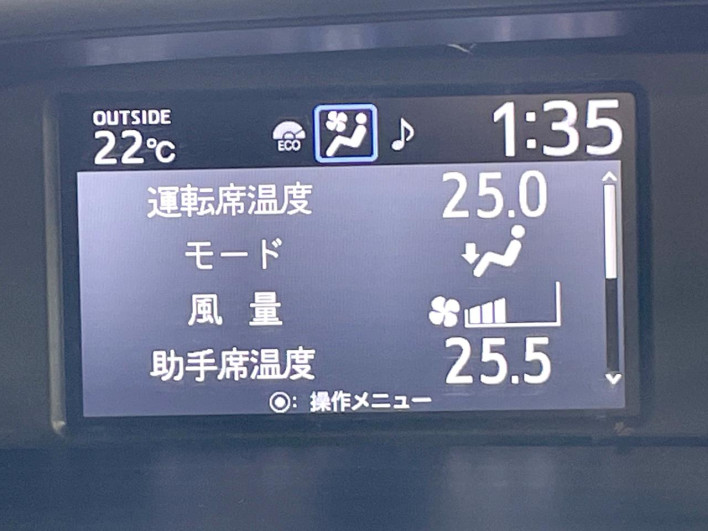 OUTSIDE
22℃
ECO
1:35
運転席温度 25.0
モード
風 量
助手席温度 25.5
◉: 操作メニュー